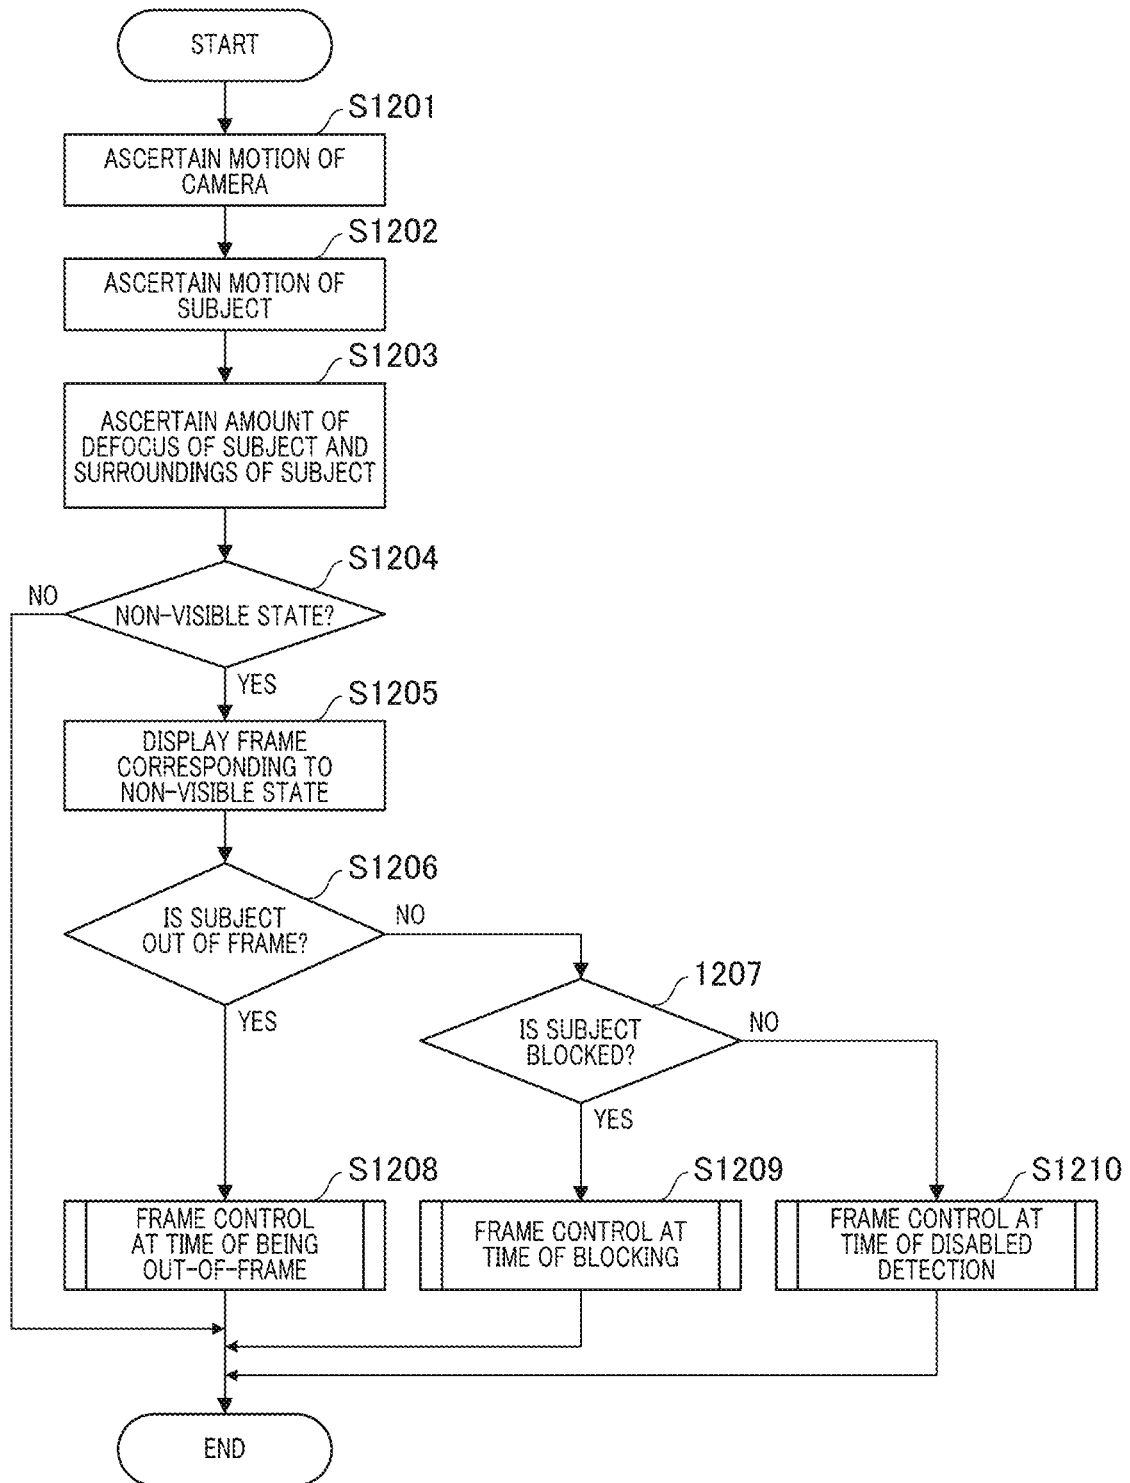 START
S1201
ASCERTAIN MOTION OF
CAMERA
S1202
ASCERTAIN MOTION OF
SUBJECT
S1203
ASCERTAIN AMOUNT OF
DEFOCUS OF SUBJECT AND
SURROUNDINGS OF SUBJECT
S1204
NO
NON-VISIBLE STATE?
YES
S1205
DISPLAY FRAME
CORRESPONDING TO
NON-VISIBLE STATE
S1206
IS SUBJECT
OUT OF FRAME?
NO
YES
1207
IS SUBJECT
BLOCKED?
NO
YES
S1208
FRAME CONTROL
AT TIME OF BEING
OUT-OF-FRAME
S1209
FRAME CONTROL AT
TIME OF BLOCKING
S1210
FRAME CONTROL AT
TIME OF DISABLED
DETECTION
END